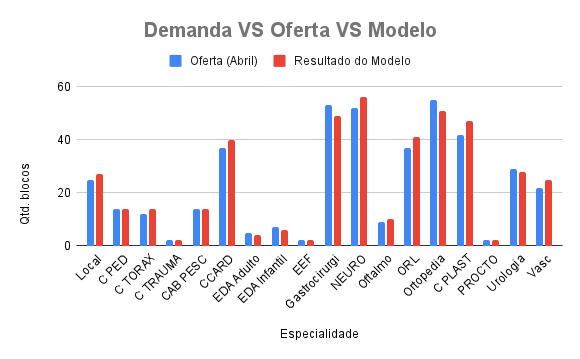 Demanda VS Oferta VS Modelo
Oferta (Abril) Resultado do Modelo
60
40
20
0
Qtd. blocos
Local C PED C TORAX C TRAUMA CAB PESC CCARD EDA Adulto EDA Infantil EEF Gastrocirurgi NEURO Oftalmo ORL Ortopedia C PLAST PROCTO Urologia Vasc
Especialidade